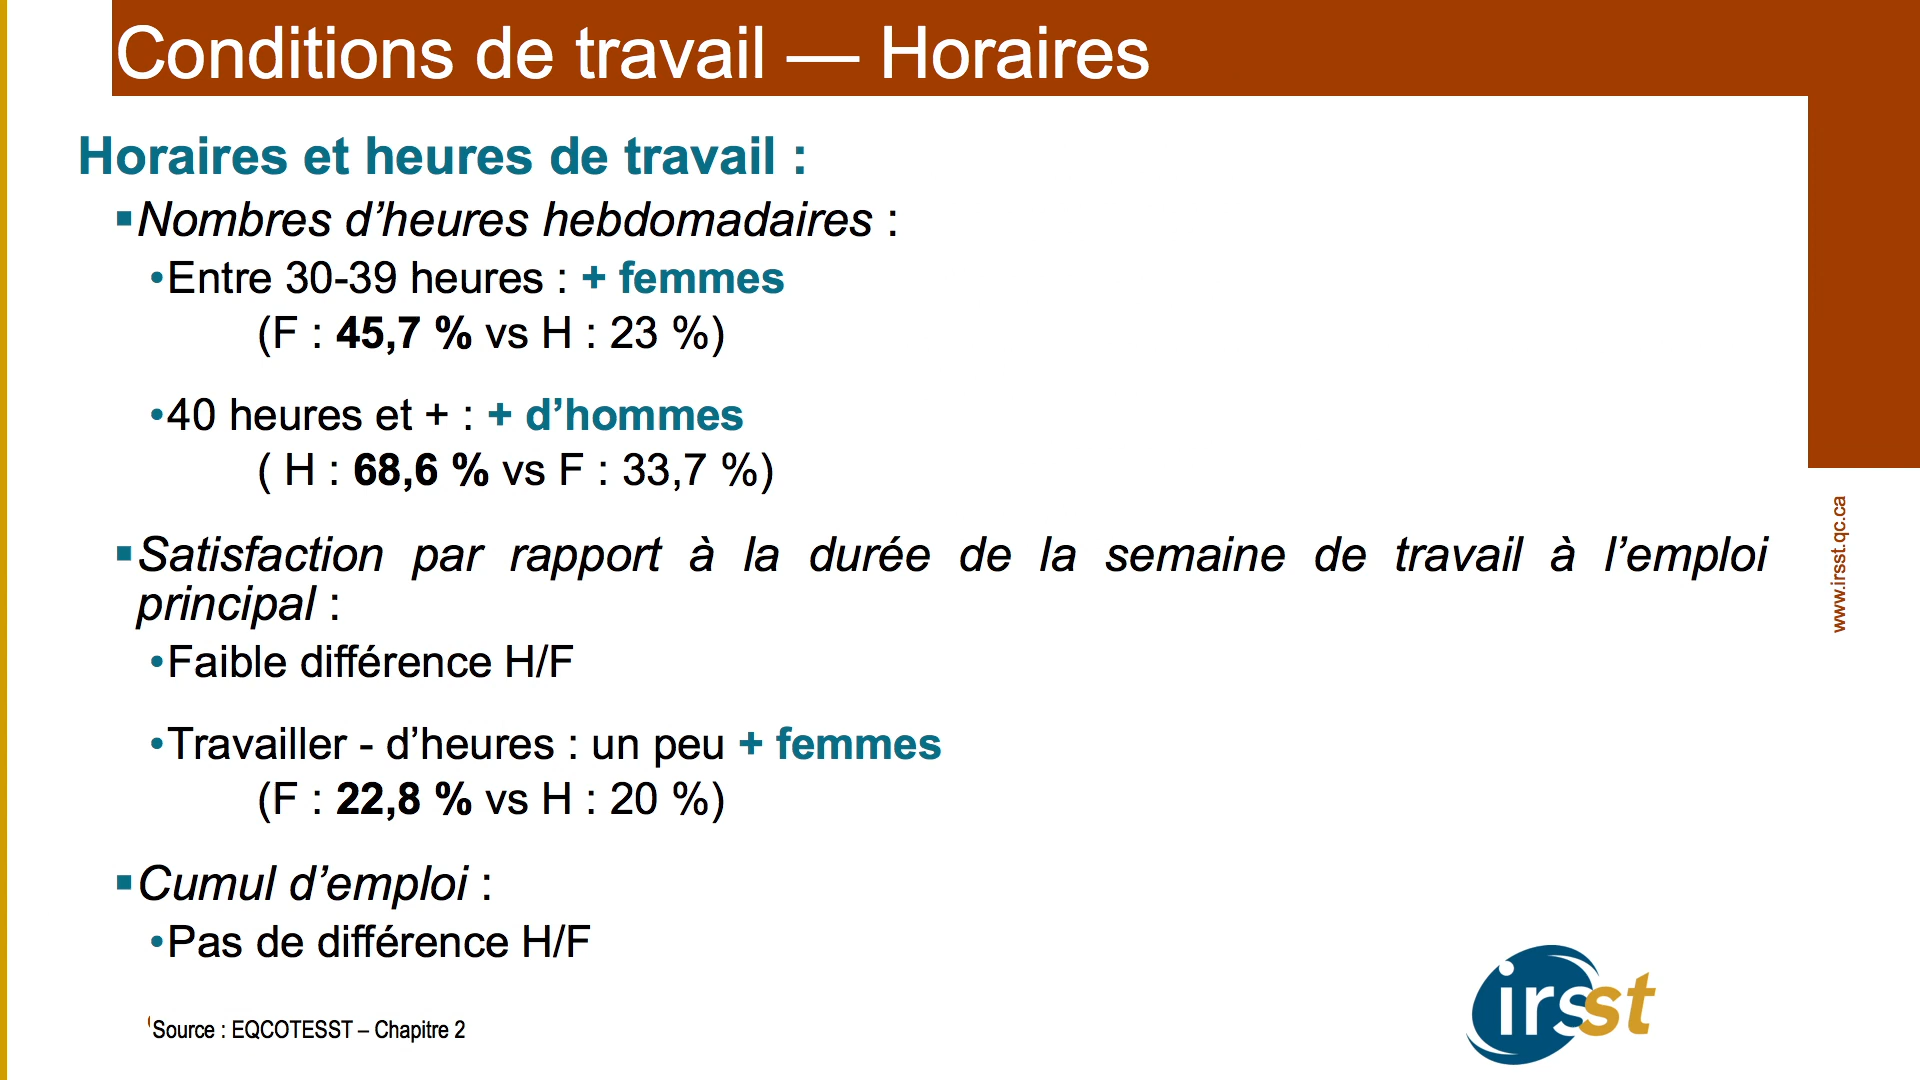 Conditions de travail — Horaires
Horaires et heures de travail :
▪Nombres d’heures hebdomadaires :
•Entre 30-39 heures : + femmes
(F : 45,7 % vs H : 23 %)
•40 heures et + : + d’hommes
( H : 68,6 % vs F : 33,7 %)
▪Satisfaction par rapport à la durée de la semaine de travail à l’emploi
principal :
•Faible différence H/F
•Travailler - d’heures : un peu + femmes
(F : 22,8 % vs H : 20 %)
▪Cumul d’emploi :
•Pas de différence H/F
Source : EQCOTESST – Chapitre 2
www.irsst.qc.ca
irsst